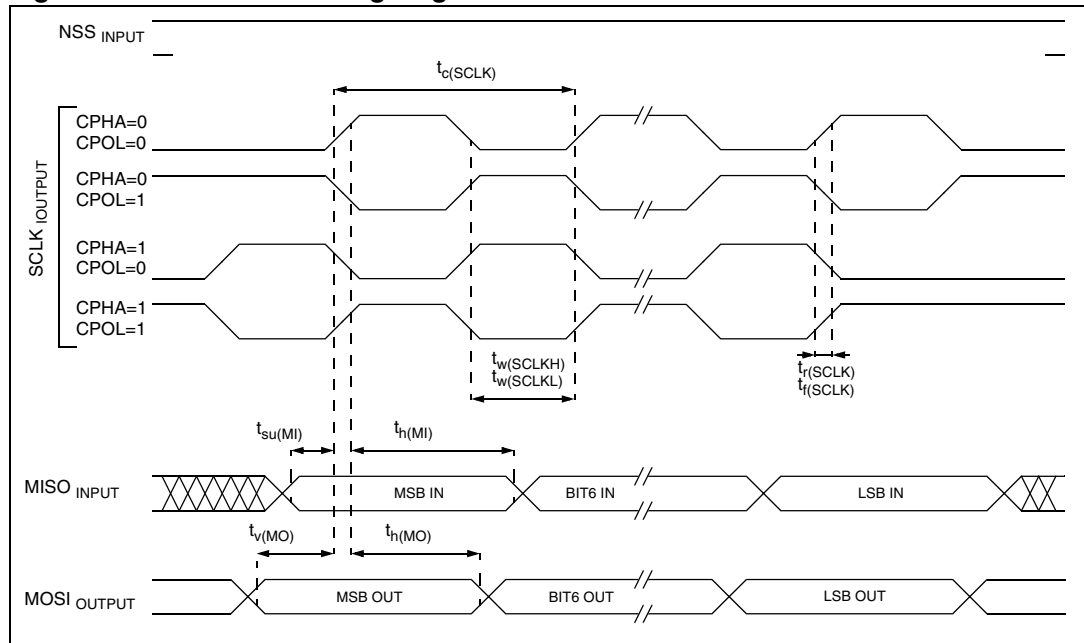 NSS INPUT
tc(SCLK)
SCLK IOUTPUT
CPHA=0
CPOL=0
CPHA=0
CPOL=1
CPHA=1
CPOL=0
CPHA=1
CPOL=1
tw(SCLKH)
tw(SCLKL)
tr(SCLK)
tf(SCLK)
tsu(MI)
th(MI)
MISO INPUT
MSB IN
BIT6 IN
LSB IN
tv(MO)
th(MO)
MOSI OUTPUT
MSB OUT
BIT6 OUT
LSB OUT